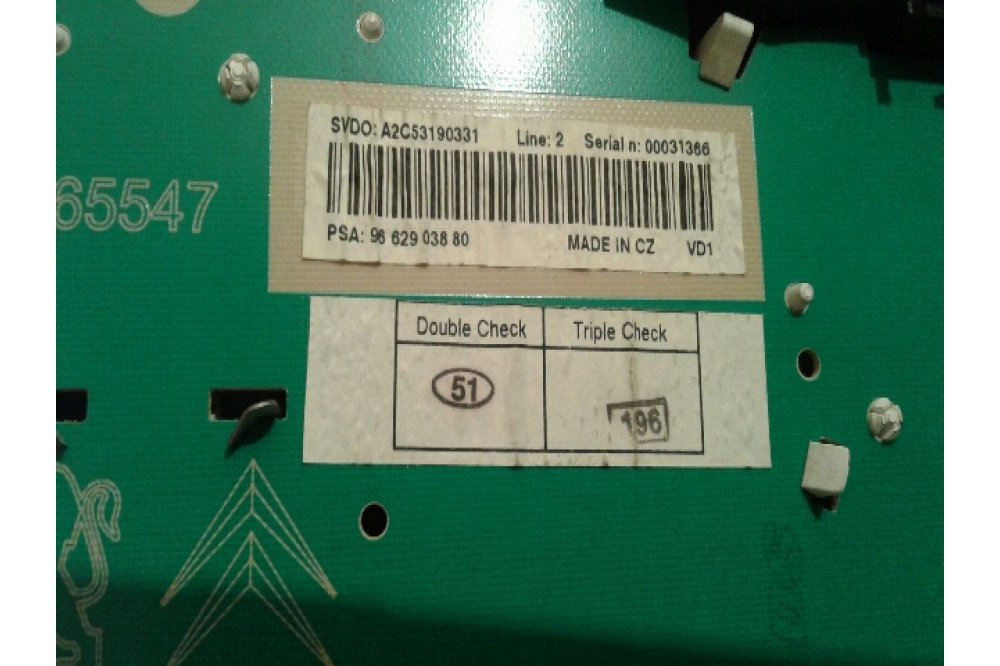 SVDO: A2C53190331 Line: 2 Serial n: 00031366
65547
PSA: 96 629 038 80 MADE IN CZ VD1
Double Check Triple Check
51 196